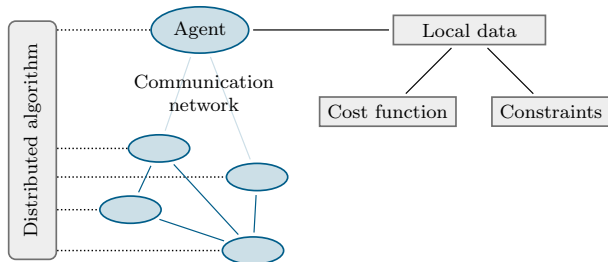 Agent
Local data
Communication
network
Cost function
Constraints
Distributed algorithm